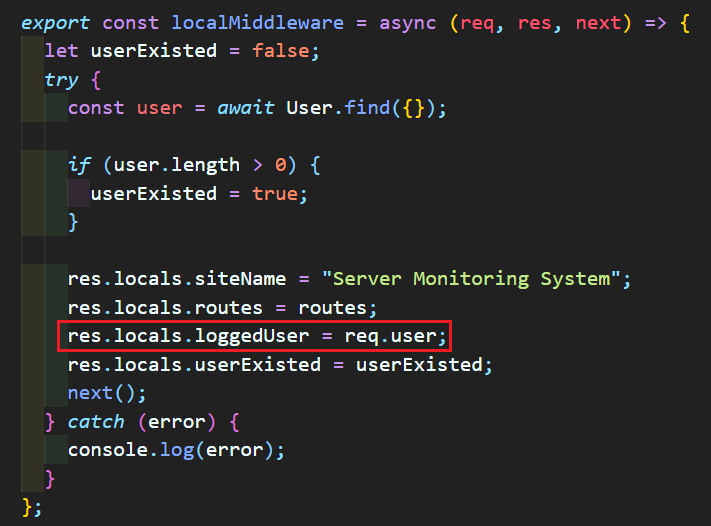 export const localMiddleware = async (req, res, next) => {
let userExisted = false;
try {
const user = await User.find({});
if (user.length > 0) {
userExisted = true;
}
res.locals.siteName = "Server Monitoring System";
res.locals.routes = routes;
res.locals.loggedUser = req.user;
res.locals.userExisted = userExisted;
next();
} catch (error) {
console.log(error);
}
};